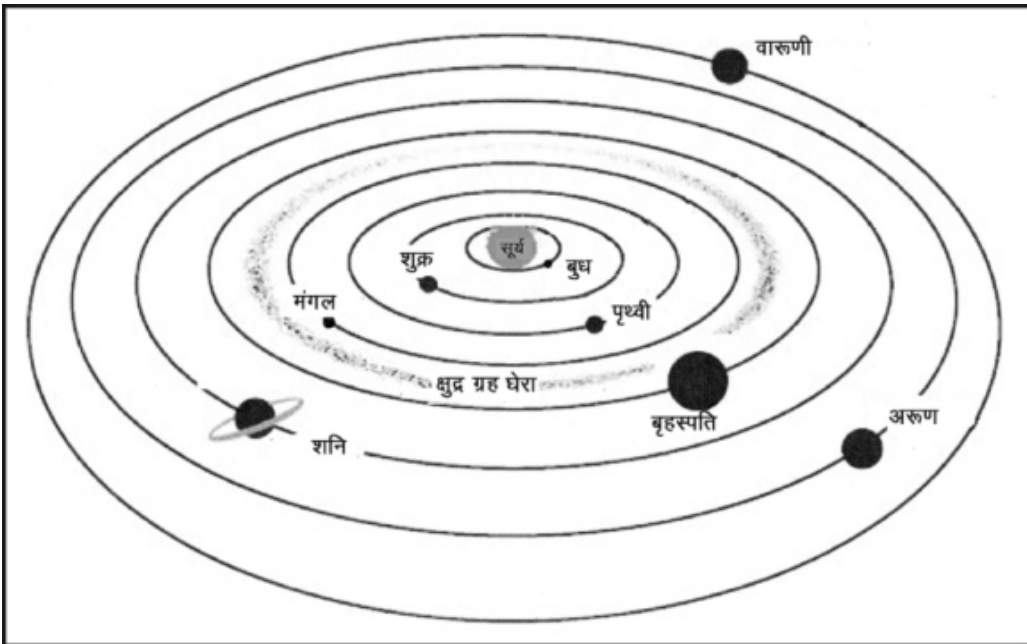 वारूणी
सूर्य
शुक्र
बुध
मंगल
पृथ्वी
क्षुद्र ग्रह घेरा
बृहस्पति
अरूण
शनि